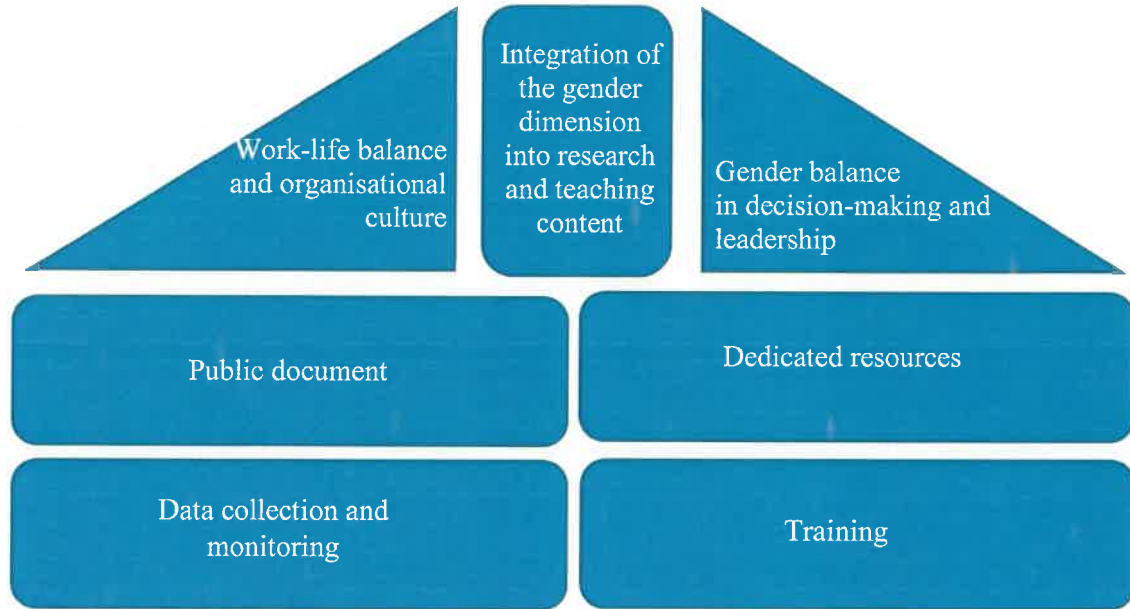 Work-life balance
and organisational
culture
Integration of
the gender
dimension
into research
and teaching
content
Gender balance
in decision-making and
leadership
Public document
Dedicated resources
Data collection and
monitoring
Training